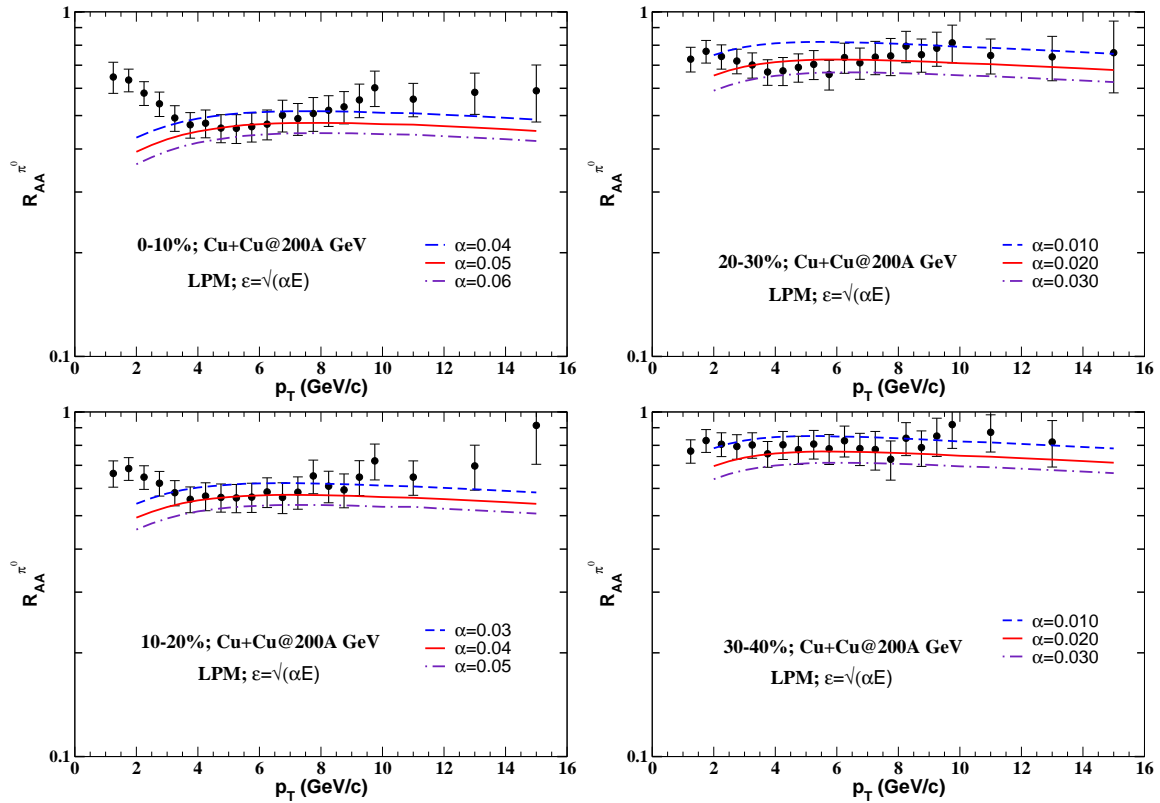 1
R_AA^π⁰
0-10%; Cu+Cu@200A GeV
LPM; ε=√(αE)
α=0.04
α=0.05
α=0.06
0.1
0 2 4 6 8 10 12 14 16
p_T (GeV/c)
1
R_AA^π⁰
20-30%; Cu+Cu@200A GeV
LPM; ε=√(αE)
α=0.010
α=0.020
α=0.030
0.1
0 2 4 6 8 10 12 14 16
p_T (GeV/c)
1
R_AA^π⁰
10-20%; Cu+Cu@200A GeV
LPM; ε=√(αE)
α=0.03
α=0.04
α=0.05
0.1
0 2 4 6 8 10 12 14 16
p_T (GeV/c)
1
R_AA^π⁰
30-40%; Cu+Cu@200A GeV
LPM; ε=√(αE)
α=0.010
α=0.020
α=0.030
0.1
0 2 4 6 8 10 12 14 16
p_T (GeV/c)